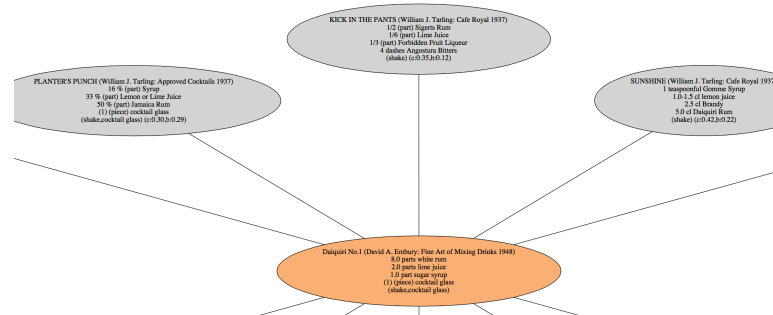 KICK IN THE PANTS (William J. Tarling: Cafe Royal 1937)
1/2 (part) Sigerts Rum
1/6 (part) Lime Juice
1/3 (part) Forbidden Fruit Liqueur
4 dashes Angostura Bitters
(shake) (c:0.35,b:0.12)
PLANTER'S PUNCH (William J. Tarling: Approved Cocktails 1937)
16 % (part) Syrup
33 % (part) Lemon or Lime Juice
50 % (part) Jamaica Rum
(1) (piece) cocktail glass
(shake,cocktail glass) (c:0.30,b:0.29)
SUNSHINE (William J. Tarling: Cafe Royal 1937
1 teaspoonful Gomme Syrup
1.0-1.5 cl lemon juice
2.5 cl Brandy
5.0 cl Daiquiri Rum
(shake) (c:0.42,b:0.22)
Daiquiri No.1 (David A. Embury: Fine Art of Mixing Drinks 1948)
8.0 parts white rum
2.0 parts lime juice
1.0 part sugar syrup
(1) (piece) cocktail glass
(shake,cocktail glass)